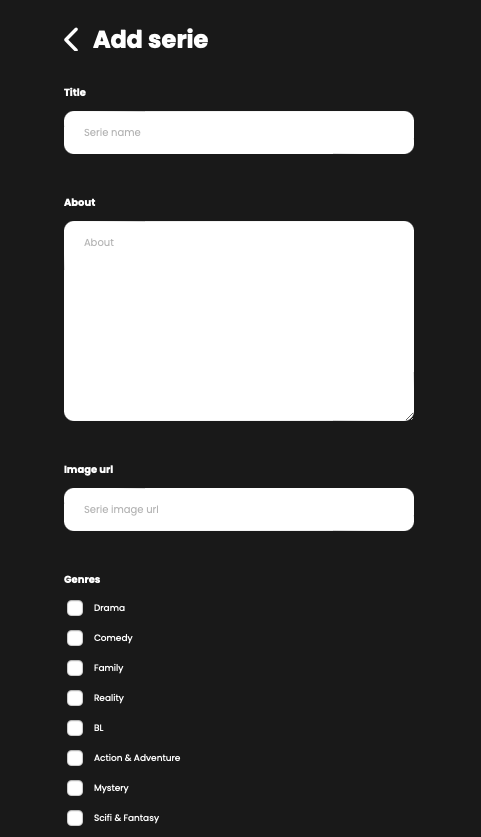 Add serie
Title
Serie name
About
About
Image url
Serie image url
Genres
Drama
Comedy
Family
Reality
BL
Action & Adventure
Mystery
Scifi & Fantasy